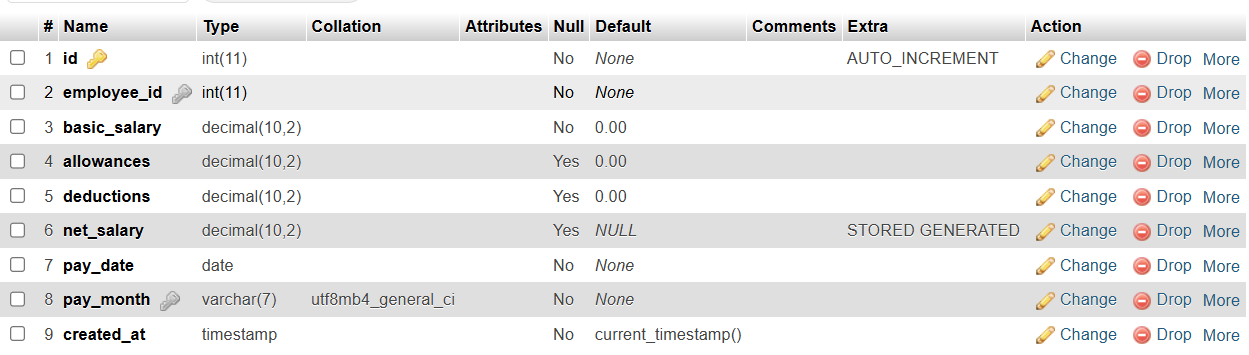 # Name Type Collation Attributes Null Default Comments Extra Action
1 id int(11) No None AUTO_INCREMENT Change Drop More
2 employee_id int(11) No None Change Drop More
3 basic_salary decimal(10,2) No 0.00 Change Drop More
4 allowances decimal(10,2) Yes 0.00 Change Drop More
5 deductions decimal(10,2) Yes 0.00 Change Drop More
6 net_salary decimal(10,2) Yes NULL STORED GENERATED Change Drop More
7 pay_date date No None Change Drop More
8 pay_month varchar(7) utf8mb4_general_ci No None Change Drop More
9 created_at timestamp No current_timestamp() Change Drop More